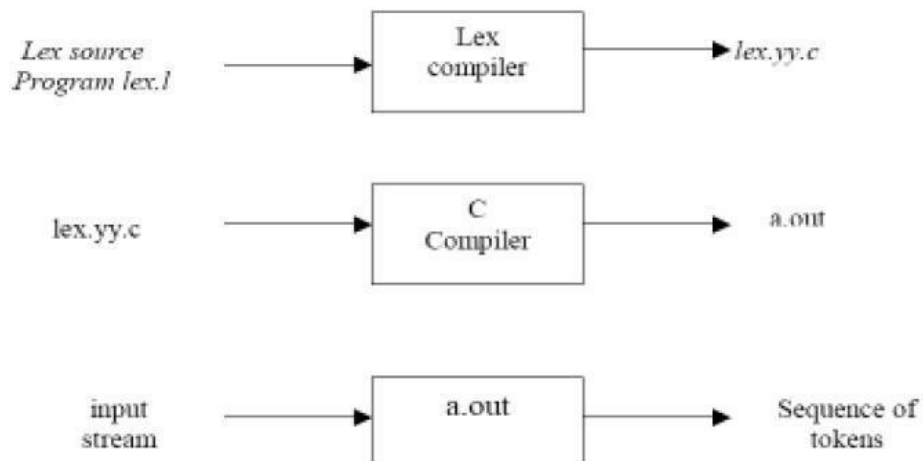 Lex source
Program lex.l
Lex
compiler
lex.yy.c
lex.yy.c
C
Compiler
a.out
input
stream
a.out
Sequence of
tokens